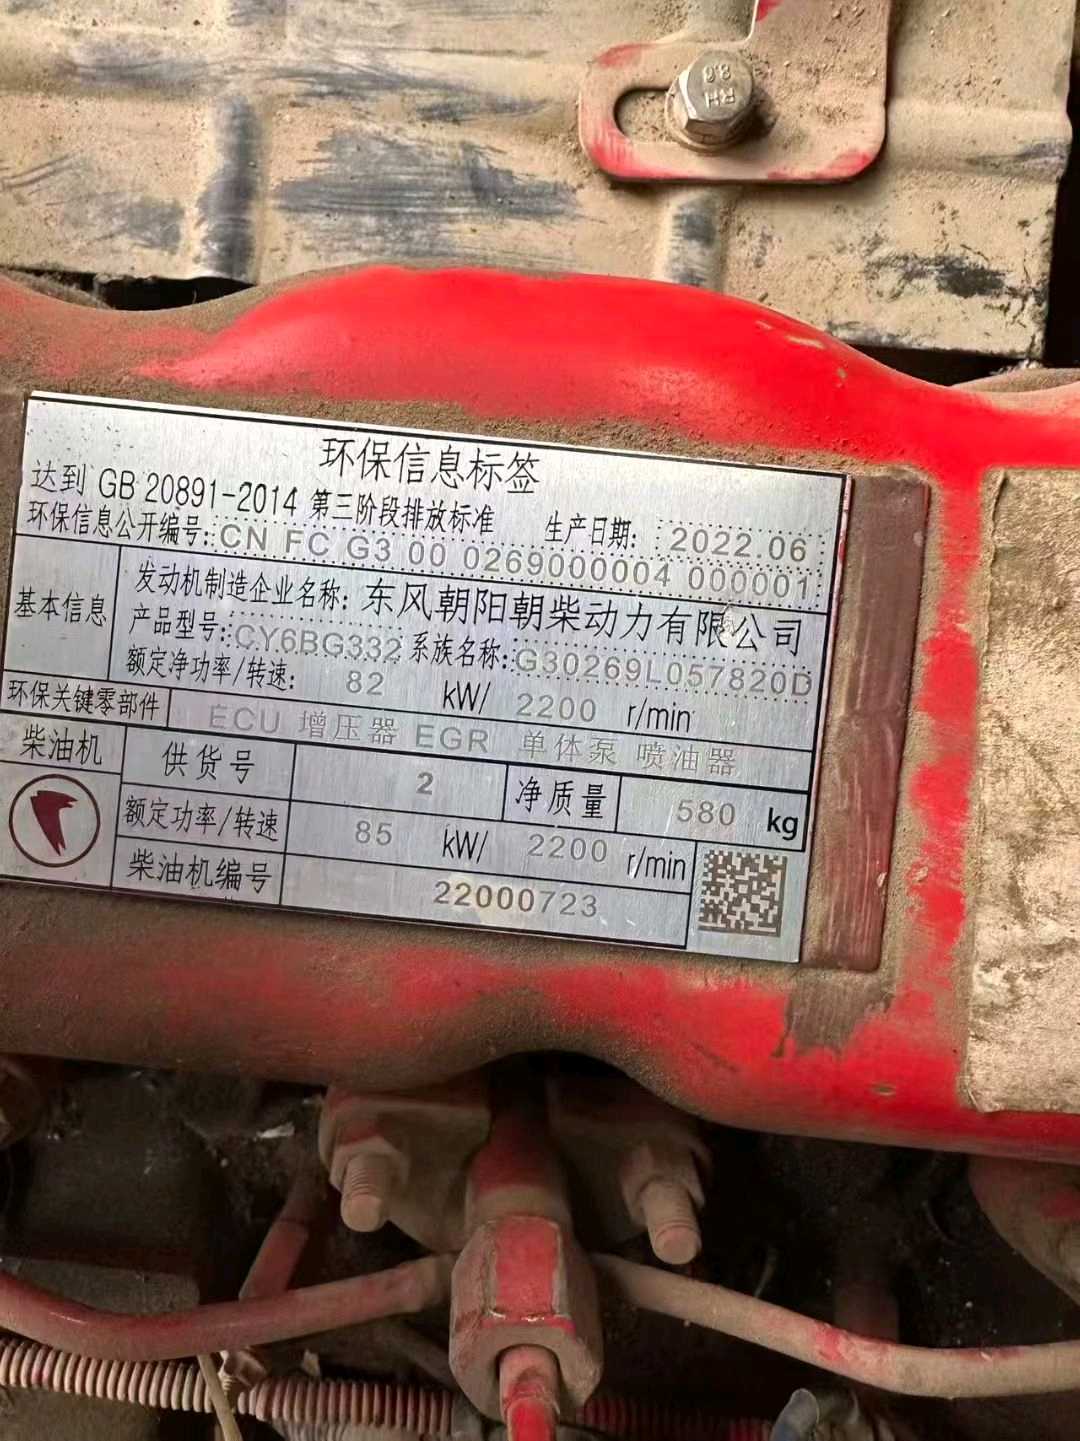 8.8
RH
环保信息标签
达到 GB 20891-2014 第三阶段排放标准 生产日期: 2022.06
环保信息公开编号: CN FC G3 00 0269000004 000001
基本信息
发动机制造企业名称: 东风朝阳朝柴动力有限公司
产品型号: CY6BG332 系族名称: G30269L057820D
额定净功率/转速: 82 kW/ 2200 r/min
环保关键零部件 ECU 增压器 EGR 单体泵 喷油器
柴油机 供货号 2 净质量 580 kg
额定功率/转速 85 kW/ 2200 r/min
柴油机编号 22000723